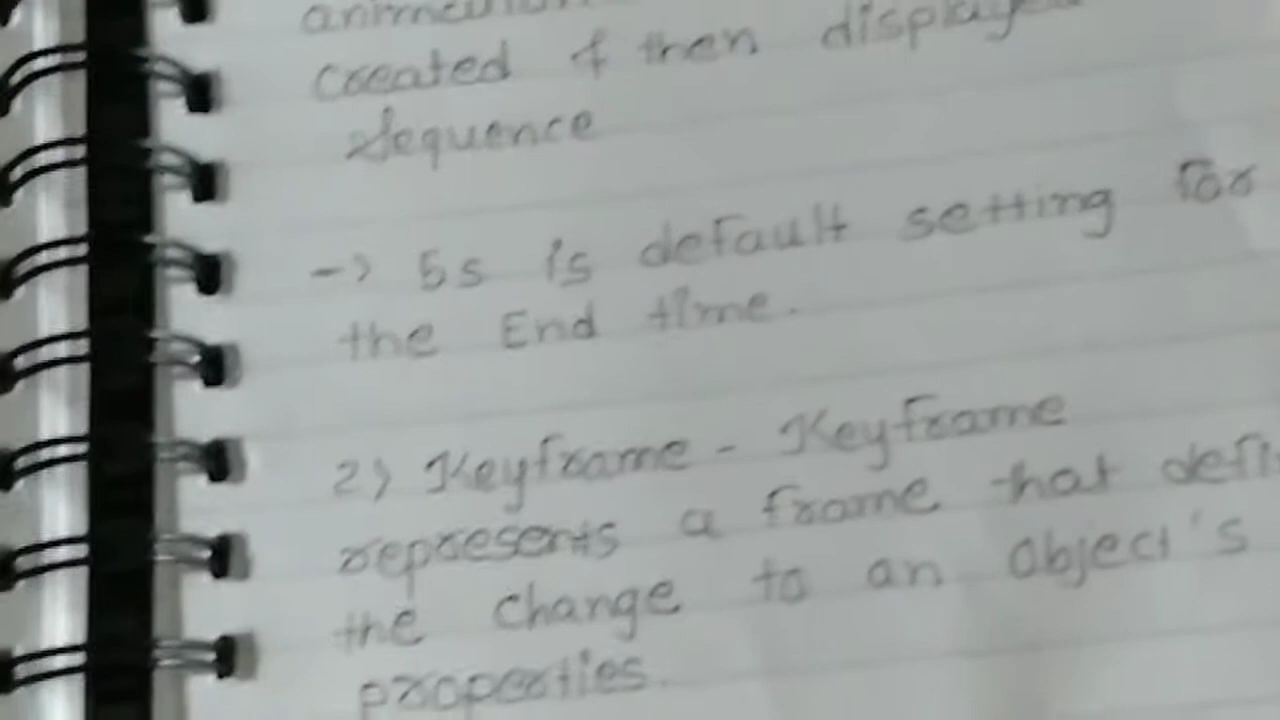 created & then displayed
Sequence
-> 5s is default setting for
the End time.
2) Keyframe - Keyframe
represents a frame that
the change to an object's
properties.